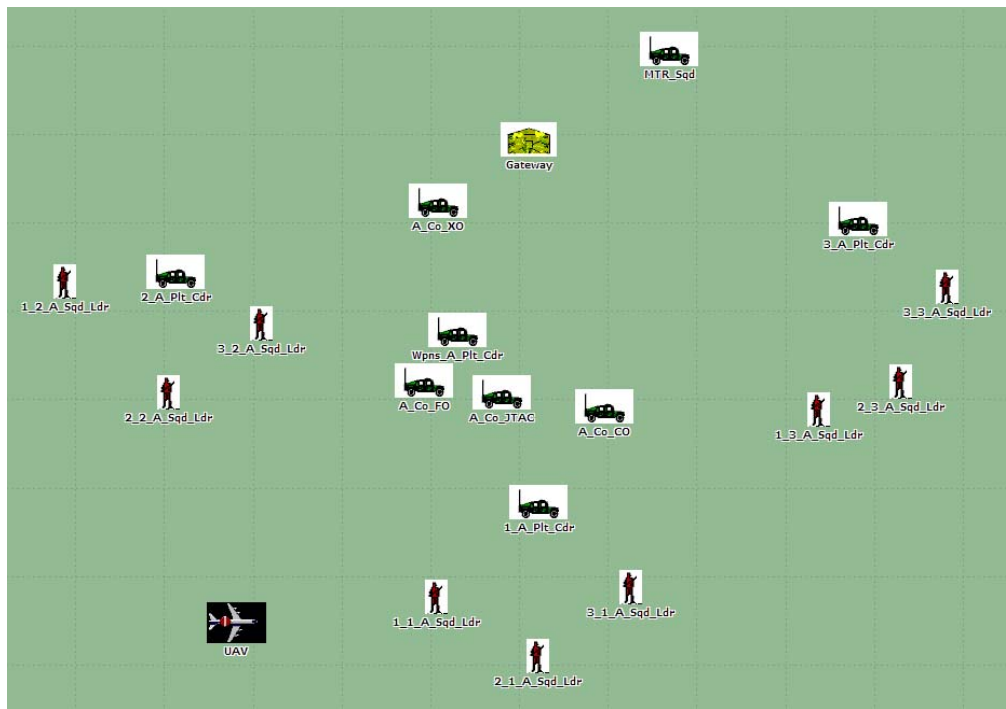 MTR_Sqd
Gateway
A_Co_XO
3_A_Plt_Cdr
1_2_A_Sqd_Ldr
2_A_Plt_Cdr
3_3_A_Sqd_Ldr
3_2_A_Sqd_Ldr
Wpns_A_Plt_Cdr
A_Co_FO
A_Co_JTAC
A_Co_CO
2_3_A_Sqd_Ldr
2_2_A_Sqd_Ldr
1_3_A_Sqd_Ldr
1_A_Plt_Cdr
1_1_A_Sqd_Ldr
3_1_A_Sqd_Ldr
UAV
2_1_A_Sqd_Ldr